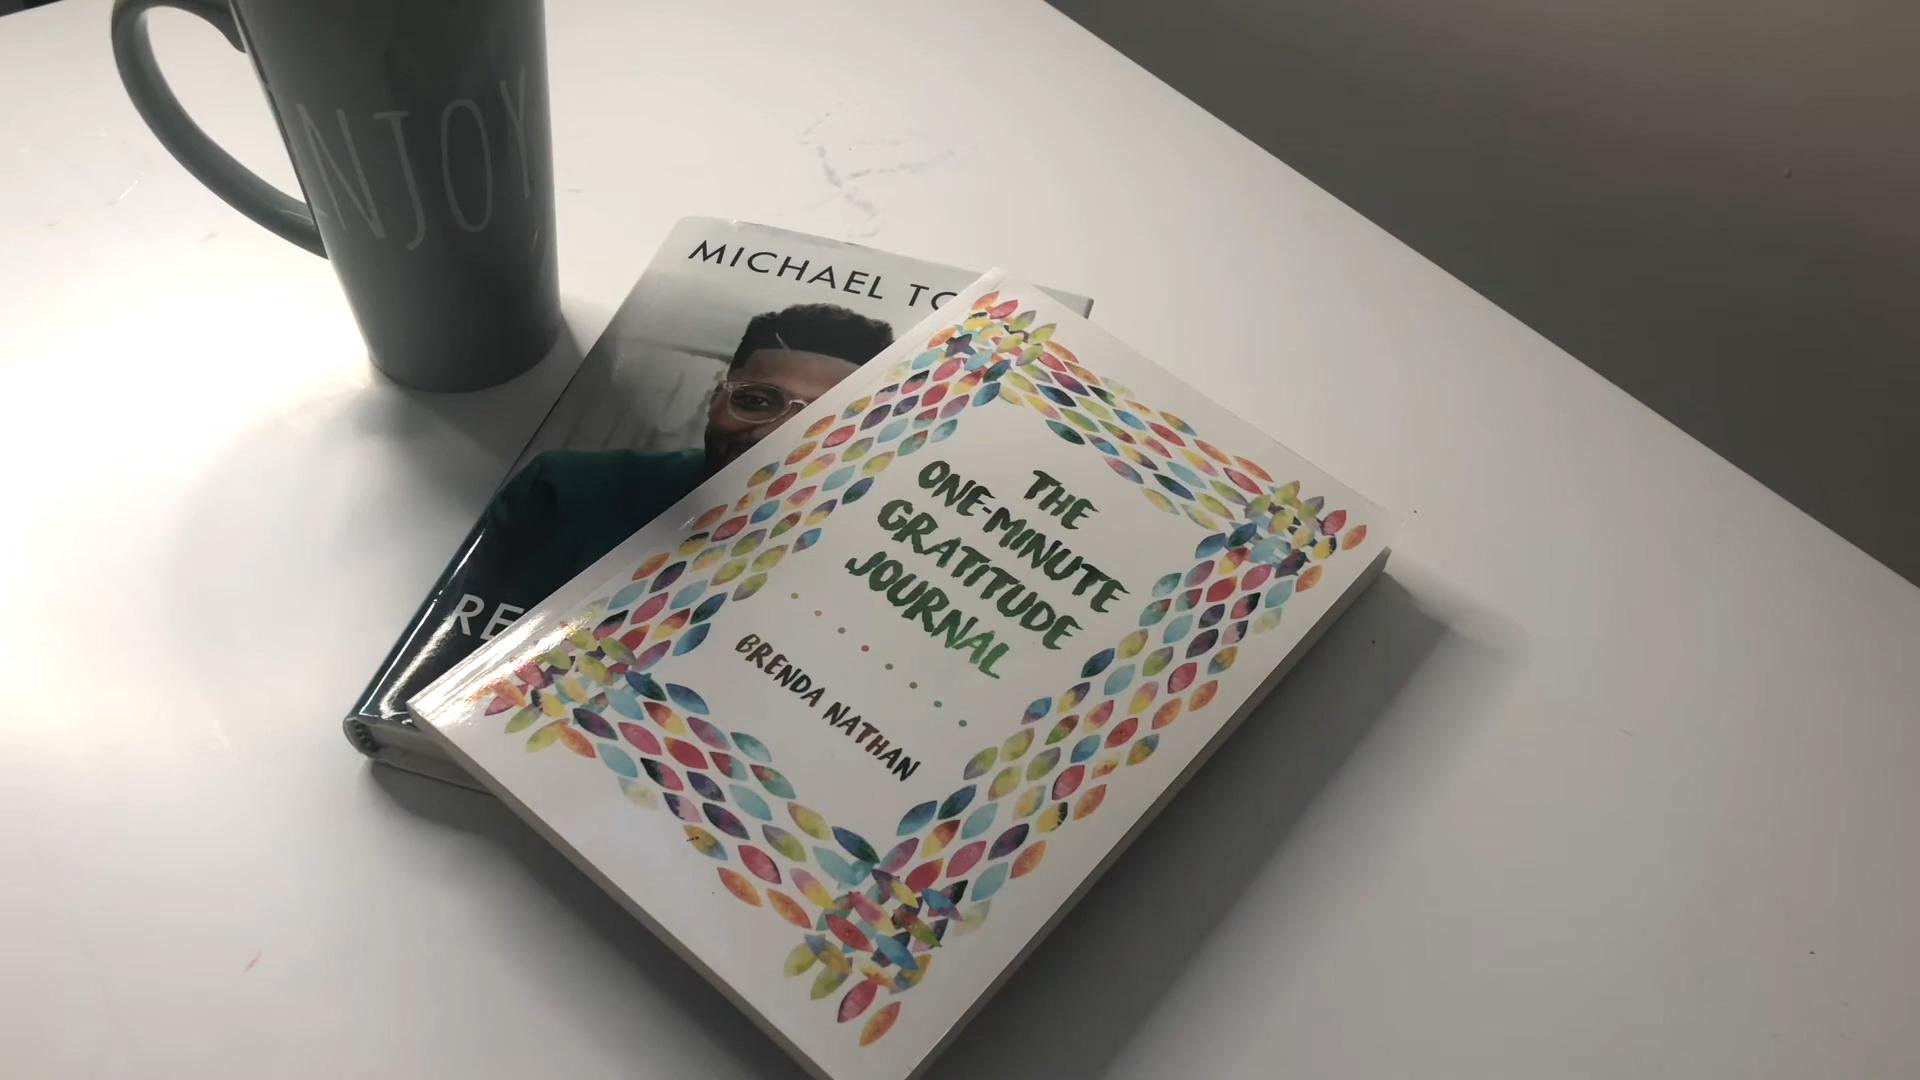 NJOY
MICHAEL TO
RE
THE
ONE-MINUTE
GRATITUDE
JOURNAL
BRENDA NATHAN